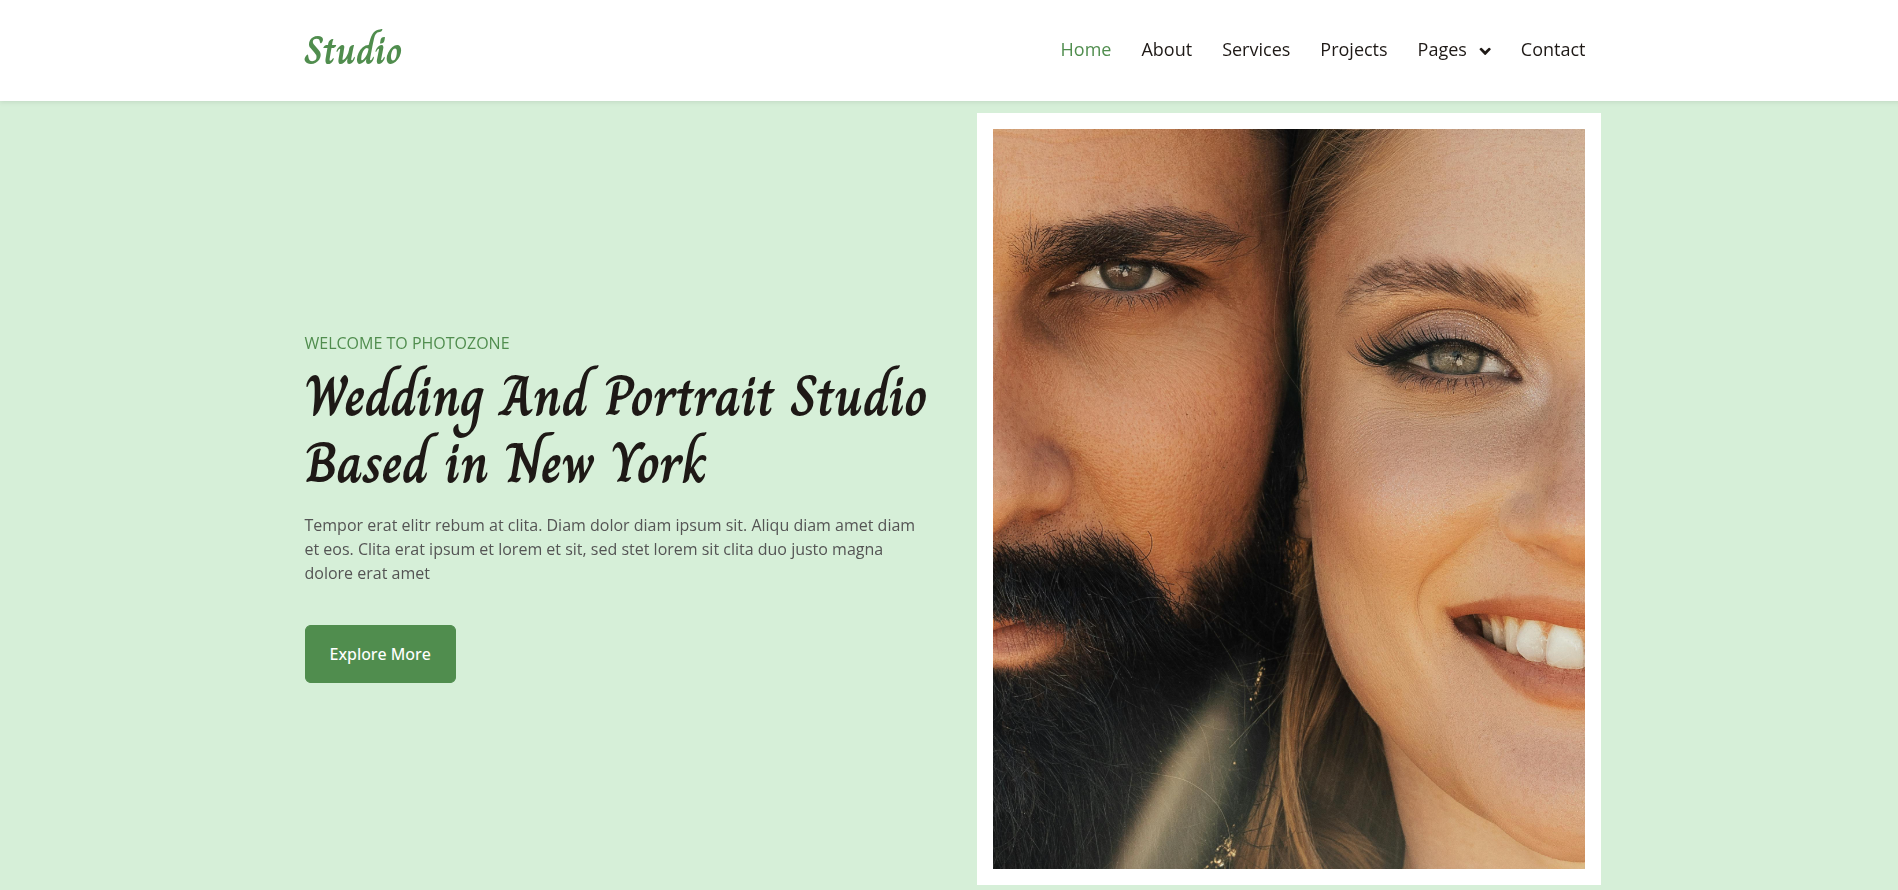 Studio
Home About Services Projects Pages Contact
WELCOME TO PHOTOZONE
Wedding And Portrait Studio
Based in New York
Tempor erat elitr rebum at clita. Diam dolor diam ipsum sit. Aliqu diam amet diam
et eos. Clita erat ipsum et lorem et sit, sed stet lorem sit clita duo justo magna
dolore erat amet
Explore More